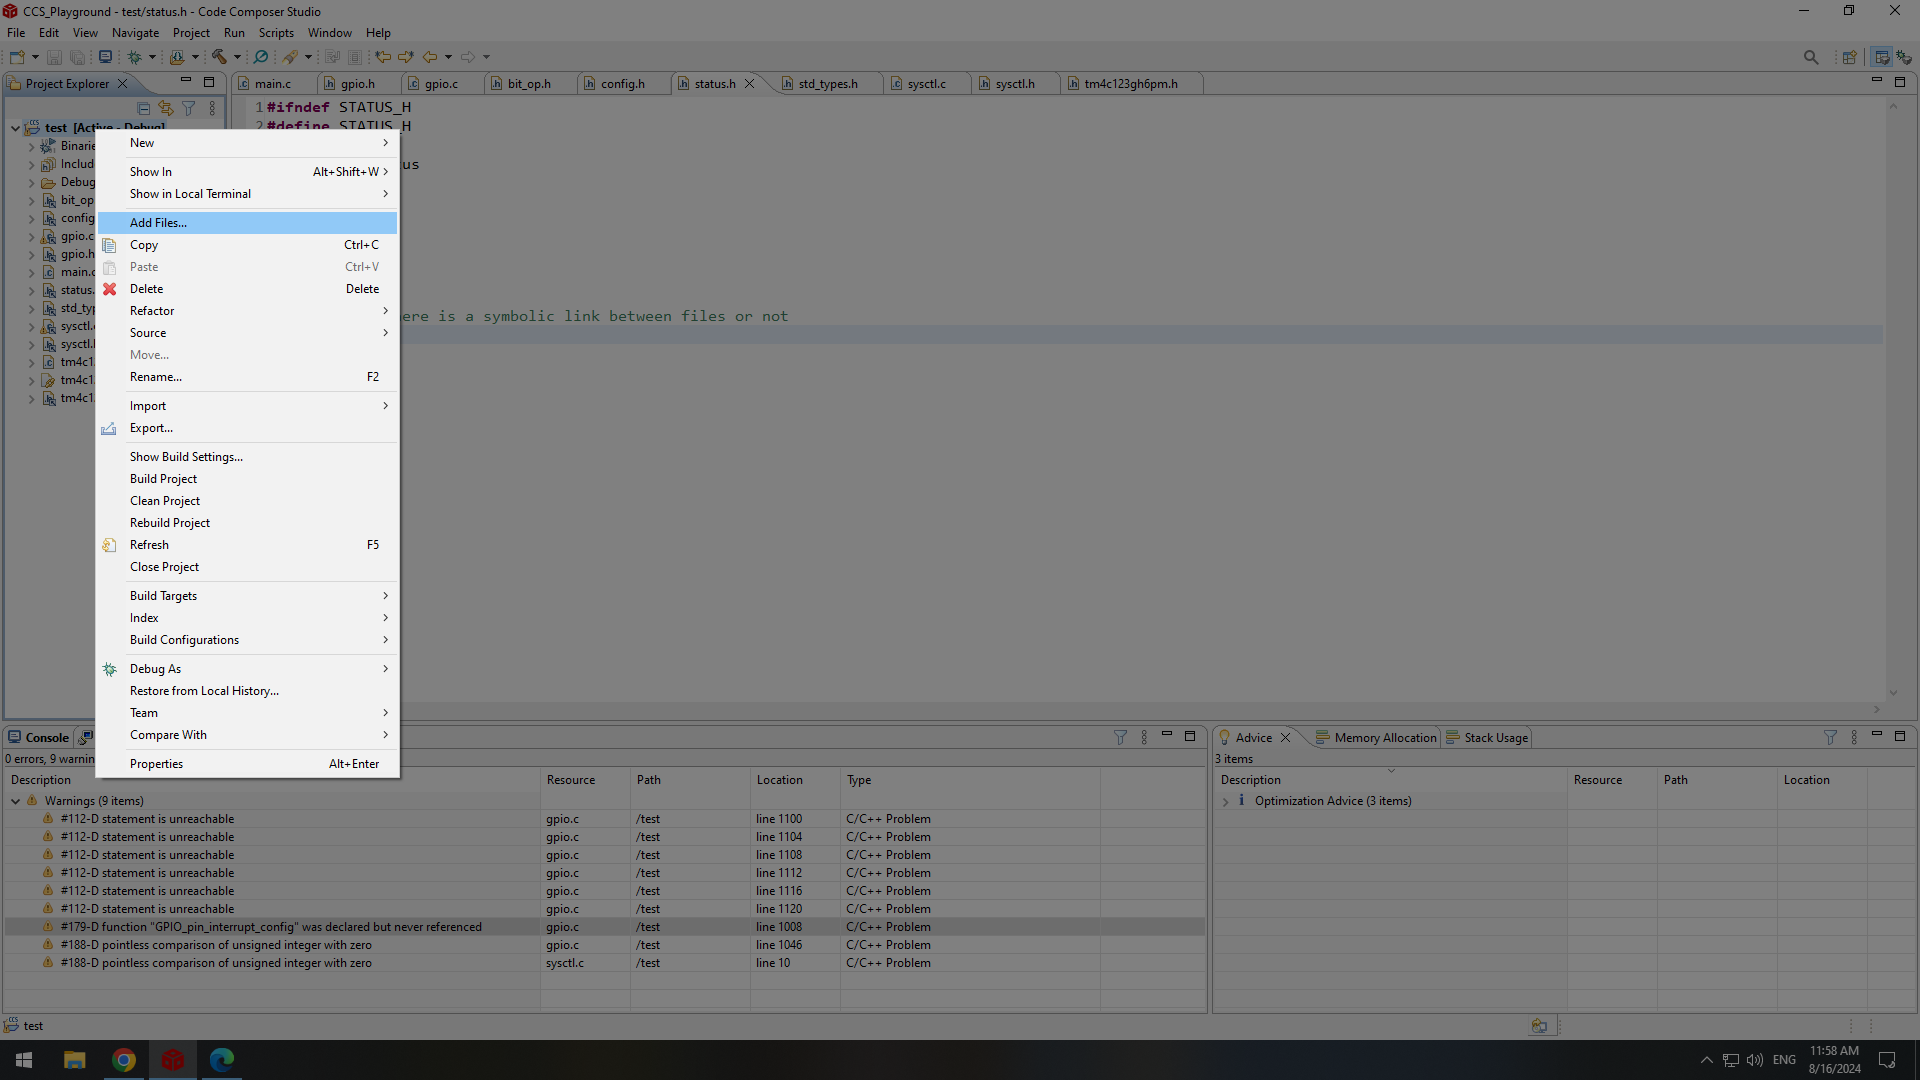 CCS_Playground - test/status.h - Code Composer Studio
File Edit View Navigate Project Run Scripts Window Help
Project Explorer
main.c gpio.h gpio.c bit_op.h config.h status.h std_types.h sysctl.c sysctl.h tm4c123gh6pm.h
1 #ifndef STATUS_H
2 #define STATUS_H
test [Active - Debug]
Binarie
Includ
Debug
bit_op
config
gpio.c
gpio.h
main.c
status.
std_typ
sysctl.c
sysctl.h
tm4c1
tm4c1
tm4c1
New
Show In Alt+Shift+W
Show in Local Terminal
Add Files...
Copy Ctrl+C
Paste Ctrl+V
Delete Delete
Refactor
Source
Move...
Rename... F2
Import
Export...
Show Build Settings...
Build Project
Clean Project
Rebuild Project
Refresh F5
Close Project
Build Targets
Index
Build Configurations
Debug As
Restore from Local History...
Team
Compare With
Properties Alt+Enter
tus
ere is a symbolic link between files or not
Console
0 errors, 9 warnin
Description Resource Path Location Type
Warnings (9 items)
#112-D statement is unreachable gpio.c /test line 1100 C/C++ Problem
#112-D statement is unreachable gpio.c /test line 1104 C/C++ Problem
#112-D statement is unreachable gpio.c /test line 1108 C/C++ Problem
#112-D statement is unreachable gpio.c /test line 1112 C/C++ Problem
#112-D statement is unreachable gpio.c /test line 1116 C/C++ Problem
#112-D statement is unreachable gpio.c /test line 1120 C/C++ Problem
#179-D function "GPIO_pin_interrupt_config" was declared but never referenced gpio.c /test line 1008 C/C++ Problem
#188-D pointless comparison of unsigned integer with zero gpio.c /test line 1046 C/C++ Problem
#188-D pointless comparison of unsigned integer with zero sysctl.c /test line 10 C/C++ Problem
Advice Memory Allocation Stack Usage
3 items
Description Resource Path Location
Optimization Advice (3 items)
test
ENG
11:58 AM
8/16/2024